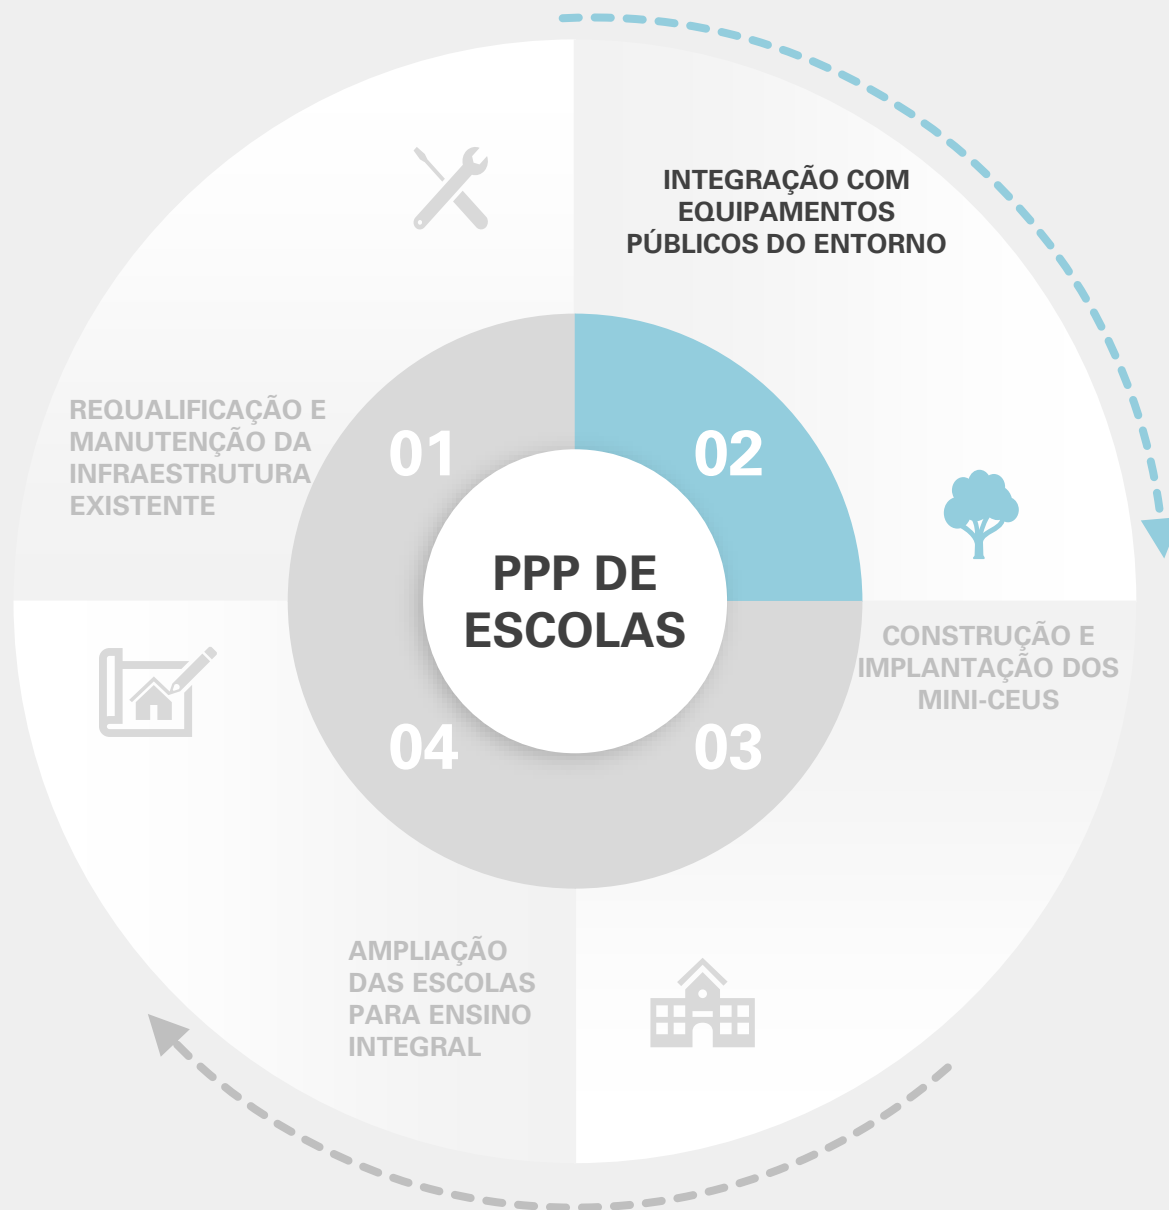 PPP DE
ESCOLAS
01
REQUALIFICAÇÃO E
MANUTENÇÃO DA
INFRAESTRUTURA
EXISTENTE
02
INTEGRAÇÃO COM
EQUIPAMENTOS
PÚBLICOS DO ENTORNO
03
CONSTRUÇÃO E
IMPLANTAÇÃO DOS
MINI-CEUS
04
AMPLIAÇÃO
DAS ESCOLAS
PARA ENSINO
INTEGRAL